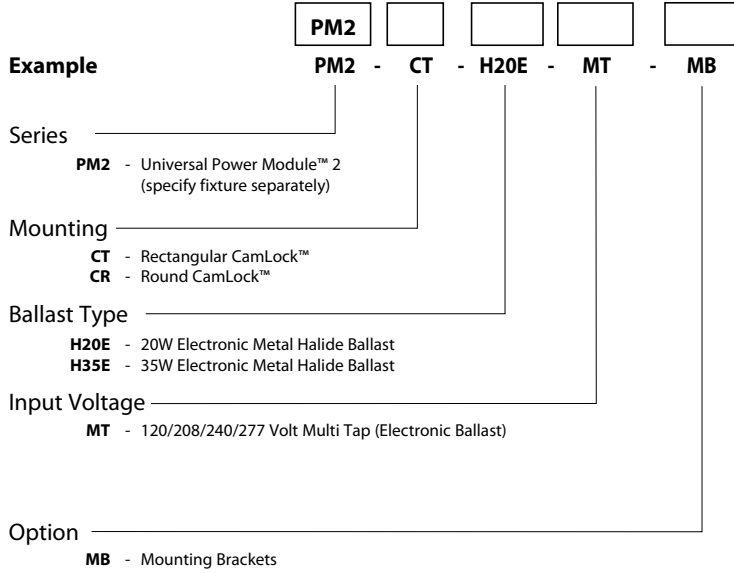 PM2
Example PM2 - CT - H20E - MT - MB
Series
PM2 - Universal Power Module™ 2
(specify fixture separately)
Mounting
CT - Rectangular CamLock™
CR - Round CamLock™
Ballast Type
H20E - 20W Electronic Metal Halide Ballast
H35E - 35W Electronic Metal Halide Ballast
Input Voltage
MT - 120/208/240/277 Volt Multi Tap (Electronic Ballast)
Option
MB - Mounting Brackets